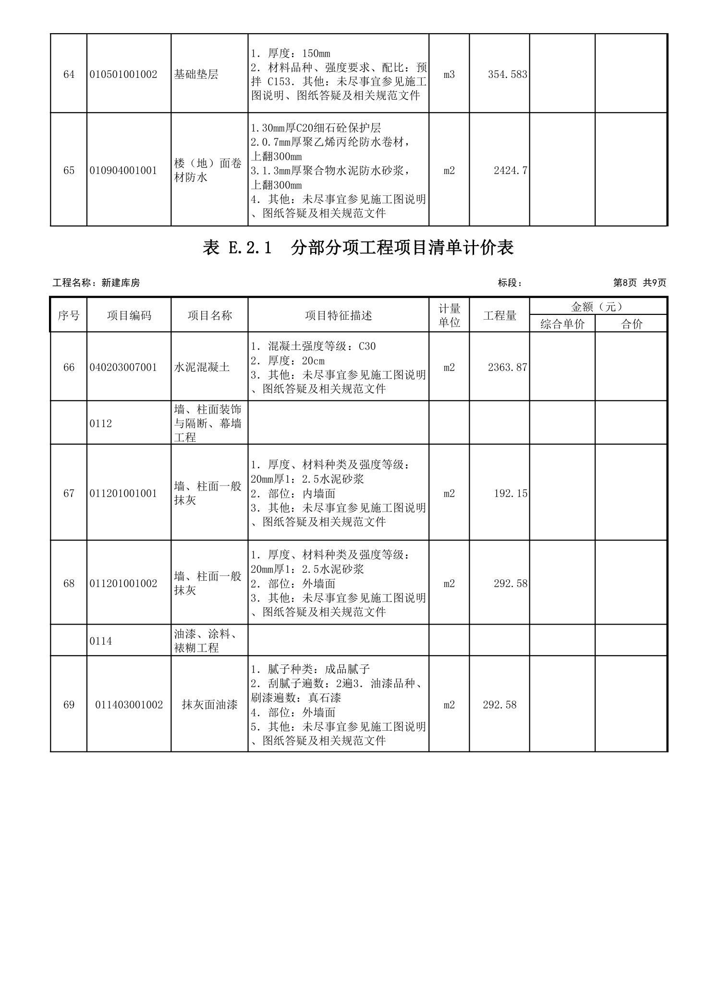 64 010501001002 基础垫层 1. 厚度：150mm
2. 材料品种、强度要求、配比：预
拌 C153. 其他：未尽事宜参见施工
图说明、图纸答疑及相关规范文件 m3 354.583
65 010904001001 楼（地）面卷
材防水 1.30mm厚C20细石砼保护层
2.0.7mm厚聚乙烯丙纶防水卷材，
上翻300mm
3.1.3mm厚聚合物水泥防水砂浆，
上翻300mm
4. 其他：未尽事宜参见施工图说明
、图纸答疑及相关规范文件 m2 2424.7
表 E.2.1 分部分项工程项目清单计价表
工程名称：新建库房 标段： 第8页 共9页
序号 项目编码 项目名称 项目特征描述 计量
单位 工程量 金额（元）
综合单价 合价
66 040203007001 水泥混凝土 1. 混凝土强度等级：C30
2. 厚度：20cm
3. 其他：未尽事宜参见施工图说明
、图纸答疑及相关规范文件 m2 2363.87
0112 墙、柱面装饰
与隔断、幕墙
工程
67 011201001001 墙、柱面一般
抹灰 1. 厚度、材料种类及强度等级：
20mm厚1：2.5水泥砂浆
2. 部位：内墙面
3. 其他：未尽事宜参见施工图说明
、图纸答疑及相关规范文件 m2 192.15
68 011201001002 墙、柱面一般
抹灰 1. 厚度、材料种类及强度等级：
20mm厚1：2.5水泥砂浆
2. 部位：外墙面
3. 其他：未尽事宜参见施工图说明
、图纸答疑及相关规范文件 m2 292.58
0114 油漆、涂料、
裱糊工程
69 011403001002 抹灰面油漆 1. 腻子种类：成品腻子
2. 刮腻子遍数：2遍3. 油漆品种、
刷漆遍数：真石漆
4. 部位：外墙面
5. 其他：未尽事宜参见施工图说明
、图纸答疑及相关规范文件 m2 292.58